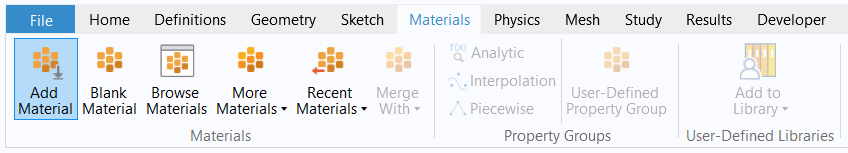 File Home Definitions Geometry Sketch Materials Physics Mesh Study Results Developer
Add Material
Blank Material
Browse Materials
More Materials
Recent Materials
Merge With
f(x) Analytic
Interpolation
Piecewise
User-Defined Property Group
Add to Library
Materials
Property Groups
User-Defined Libraries